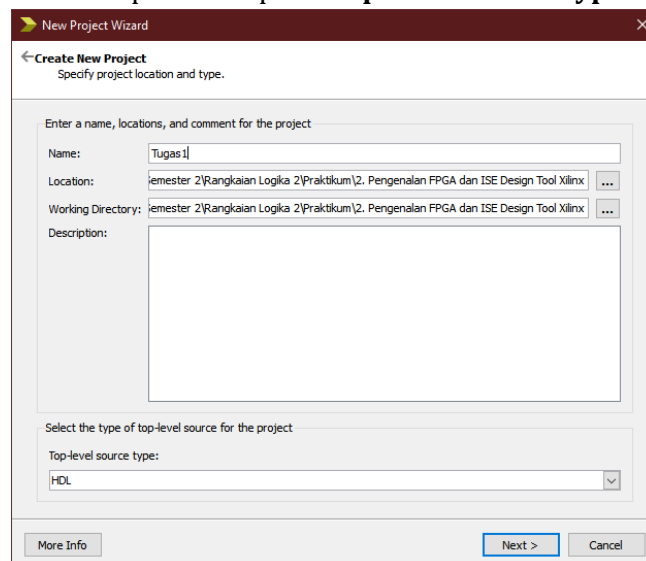 New Project Wizard
Create New Project
Specify project location and type.
Enter a name, locations, and comment for the project
Name:
Tugas1
Location:
emester 2\Rangkaian Logika 2\Praktikum\2. Pengenalan FPGA dan ISE Design Tool Xilinx
...
Working Directory:
emester 2\Rangkaian Logika 2\Praktikum\2. Pengenalan FPGA dan ISE Design Tool Xilinx
...
Description:
Select the type of top-level source for the project
Top-level source type:
HDL
More Info
Next >
Cancel